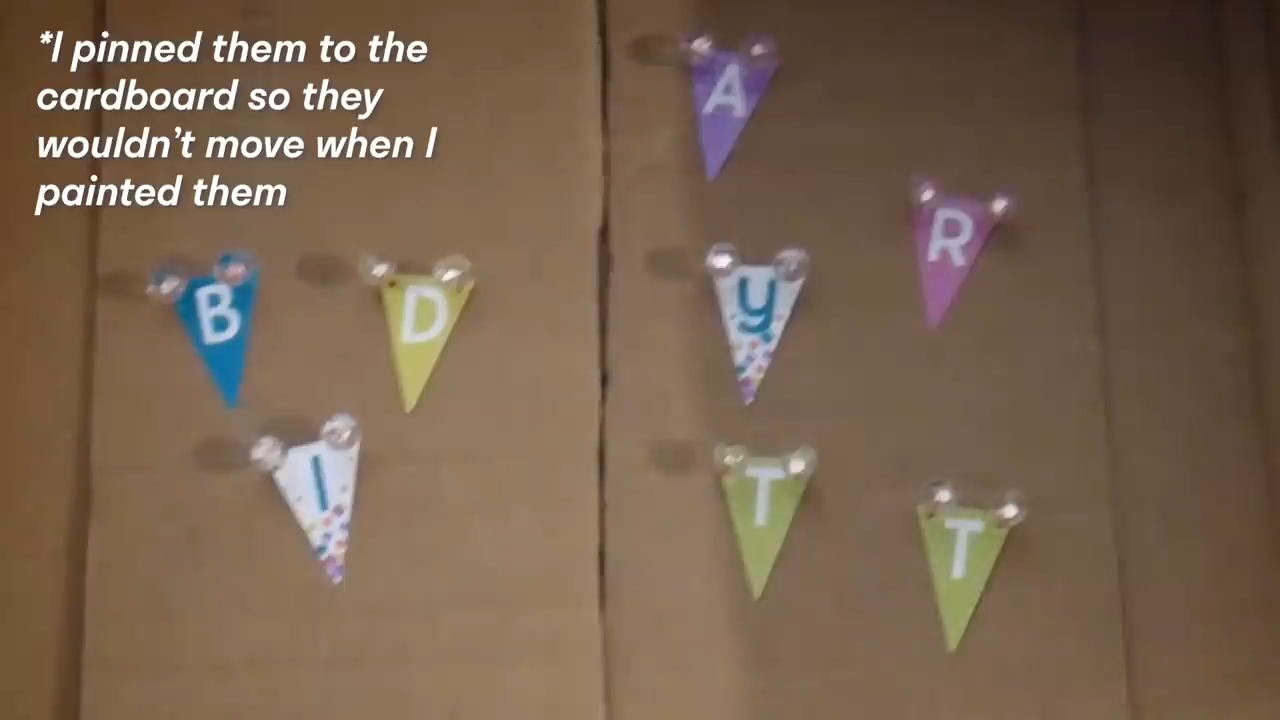 *I pinned them to the
cardboard so they
wouldn't move when I
painted them
A
R
B
D
y
I
T
T